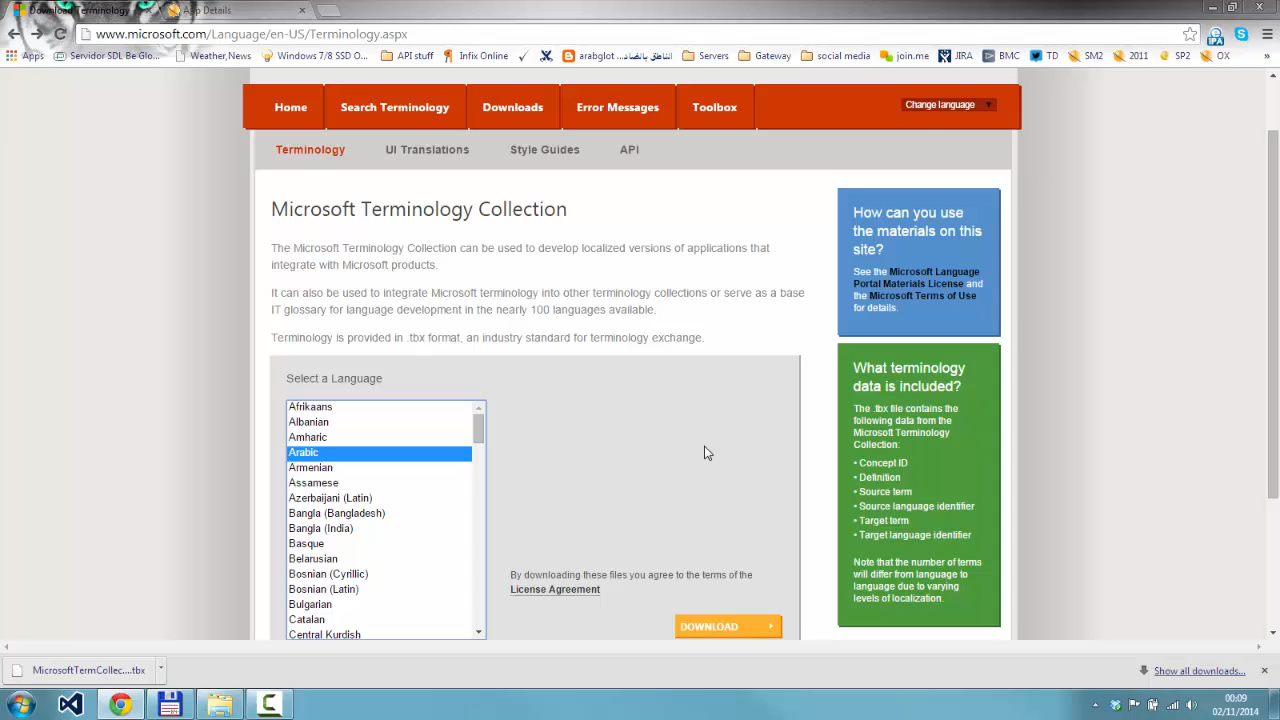 Download Terminology
App Details
www.microsoft.com/Language/en-US/Terminology.aspx
Apps
Servidor SDL Be Glo...
Weather,News
Windows 7/8 SSD O...
API stuff
Infix Online
arabglot ...الناطق بالضاد
Servers
Gateway
social media
join.me
JIRA
BMC
TD
SM2
2011
SP2
OX
Home
Search Terminology
Downloads
Error Messages
Toolbox
Change language
Terminology
UI Translations
Style Guides
API
Microsoft Terminology Collection
The Microsoft Terminology Collection can be used to develop localized versions of applications that
integrate with Microsoft products.
It can also be used to integrate Microsoft terminology into other terminology collections or serve as a base
IT glossary for language development in the nearly 100 languages available.
Terminology is provided in .tbx format, an industry standard for terminology exchange.
Select a Language
Afrikaans
Albanian
Amharic
Arabic
Armenian
Assamese
Azerbaijani (Latin)
Bangla (Bangladesh)
Bangla (India)
Basque
Belarusian
Bosnian (Cyrillic)
Bosnian (Latin)
Bulgarian
Catalan
Central Kurdish
By downloading these files you agree to the terms of the
License Agreement
DOWNLOAD
How can you use
the materials on this
site?
See the Microsoft Language
Portal Materials License and
the Microsoft Terms of Use
for details.
What terminology
data is included?
The .tbx file contains the
following data from the
Microsoft Terminology
Collection:
• Concept ID
• Definition
• Source term
• Source language identifier
• Target term
• Target language identifier
Note that the number of terms
will differ from language to
language due to varying
levels of localization.
MicrosoftTermCollec....tbx
Show all downloads...
00:09
02/11/2014